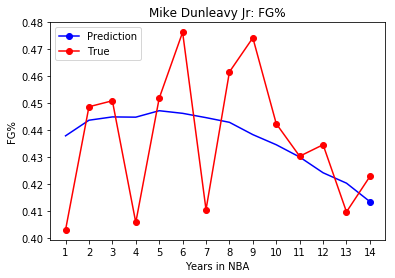 Mike Dunleavy Jr: FG%
Prediction
True
FG%
0.48
0.47
0.46
0.45
0.44
0.43
0.42
0.41
0.40
1 2 3 4 5 6 7 8 9 10 11 12 13 14
Years in NBA